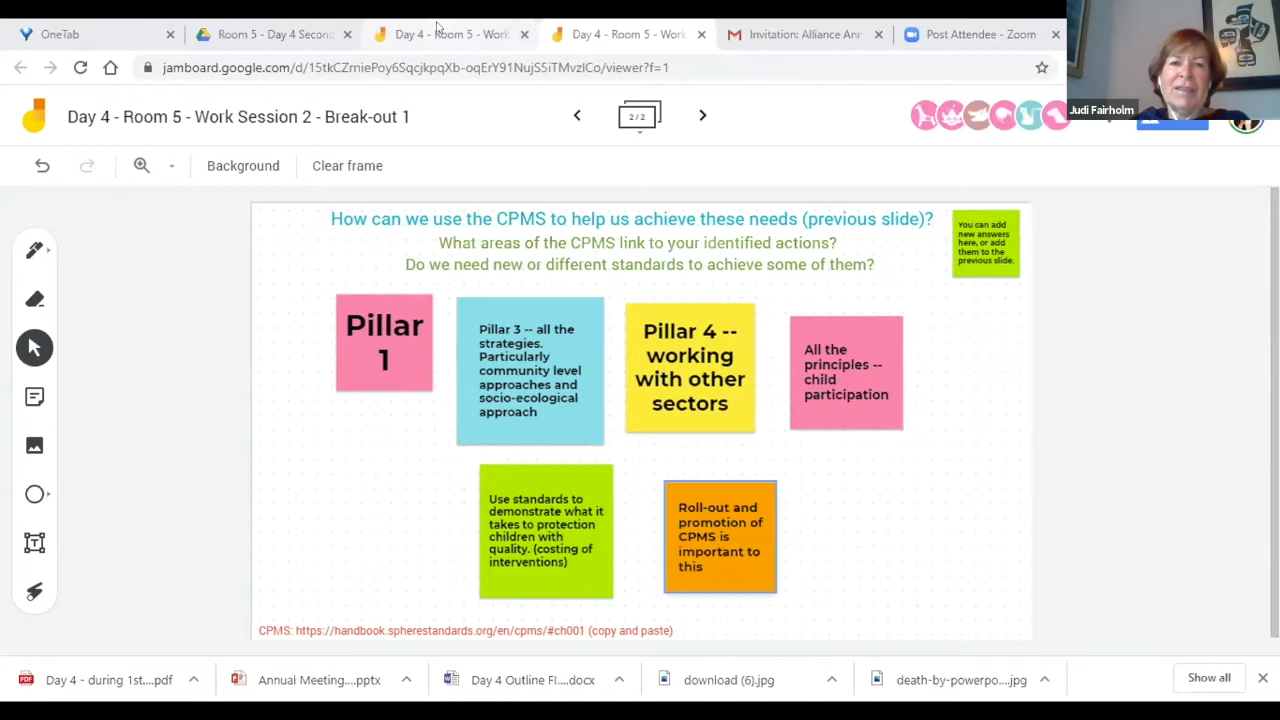 OneTab
Room 5 - Day 4 Secon
Day 4 - Room 5 - Work
Day 4 - Room 5 - Work
Invitation: Alliance Ann
Post Attendee - Zoom
jamboard.google.com/d/15tkCZrniePoy6SqcjkpqXb-oqErY91NujS5iTMvzlCo/viewer?f=1
Judi Fairholm
Day 4 - Room 5 - Work Session 2 - Break-out 1
2 / 2
Background
Clear frame
How can we use the CPMS to help us achieve these needs (previous slide)?
What areas of the CPMS link to your identified actions?
Do we need new or different standards to achieve some of them?
You can add
new answers
here, or add
them to the
previous slide.
Pillar
1
Pillar 3 -- all the
strategies.
Particularly
community level
approaches and
socio-ecological
approach
Pillar 4 --
working
with other
sectors
All the
principles --
child
participation
Use standards to
demonstrate what it
takes to protection
children with
quality. (costing of
interventions)
Roll-out and
promotion of
CPMS is
important to
this
CPMS: https://handbook.spherestandards.org/en/cpms/#ch001 (copy and paste)
Day 4 - during 1st....pdf
Annual Meeting....pptx
Day 4 Outline FI....docx
download (6).jpg
death-by-powerpo...jpg
Show all